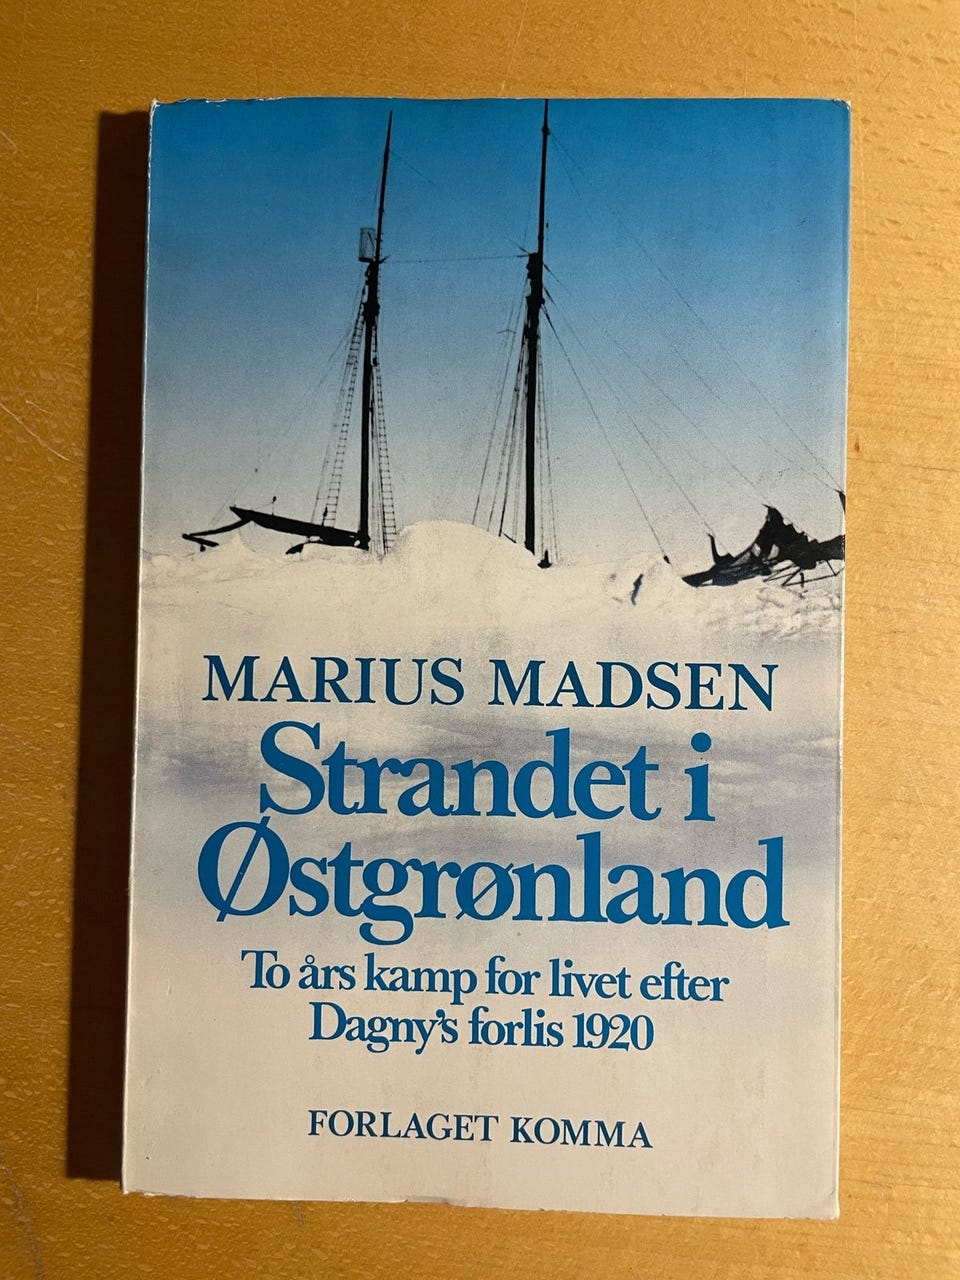 MARIUS MADSEN
Strandet i
Østgrønland
To års kamp for livet efter
Dagny's forlis 1920
FORLAGET KOMMA